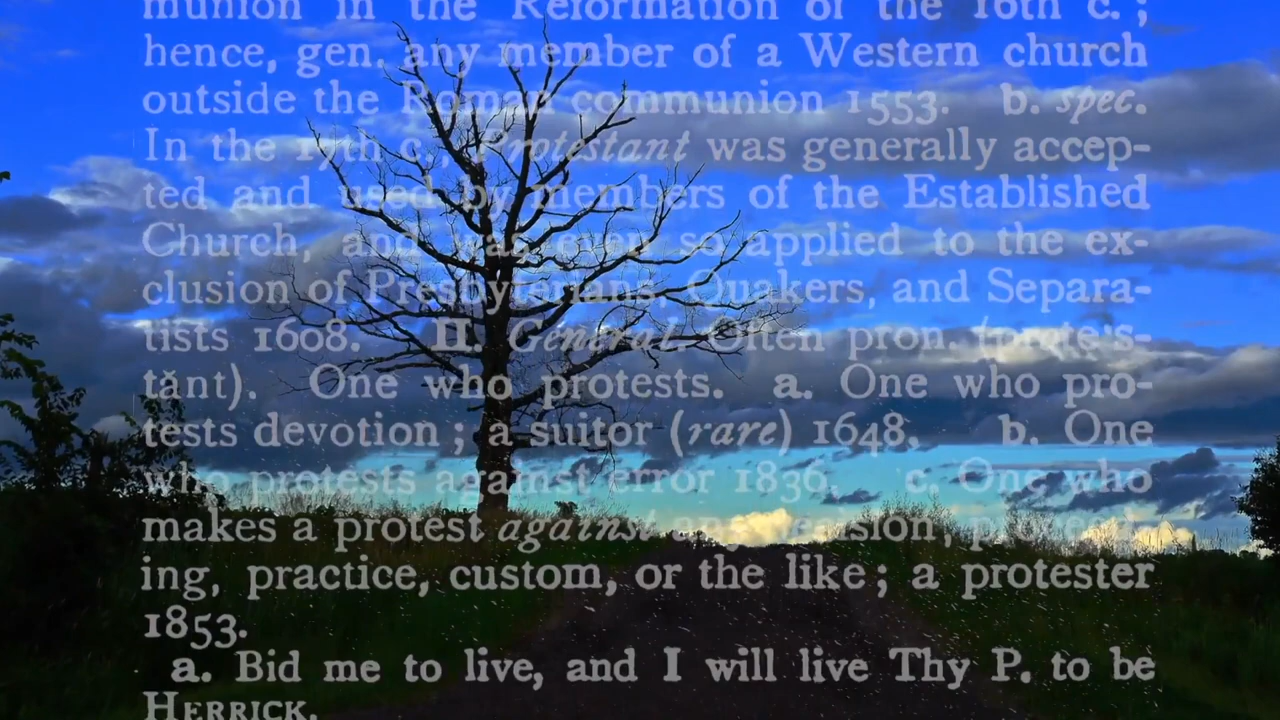 munion in the Reformation of the 16th c.;
hence, gen. any member of a Western church
outside the Roman communion 1553. b. spec.
In the 17th c., Protestant was generally accep-
ted and used by members of the Established
Church, and was even so applied to the ex-
clusion of Presbyterians, Quakers, and Separa-
tists 1608. II. General. Often pron. (protes-
tănt). One who protests. a. One who pro-
tests devotion; a suitor (rare) 1648. b. One
who protests against error 1836. c. One who
makes a protest against any decision, proceed-
ing, practice, custom, or the like; a protester
1853.
a. Bid me to live, and I will live Thy P. to be
HERRICK.